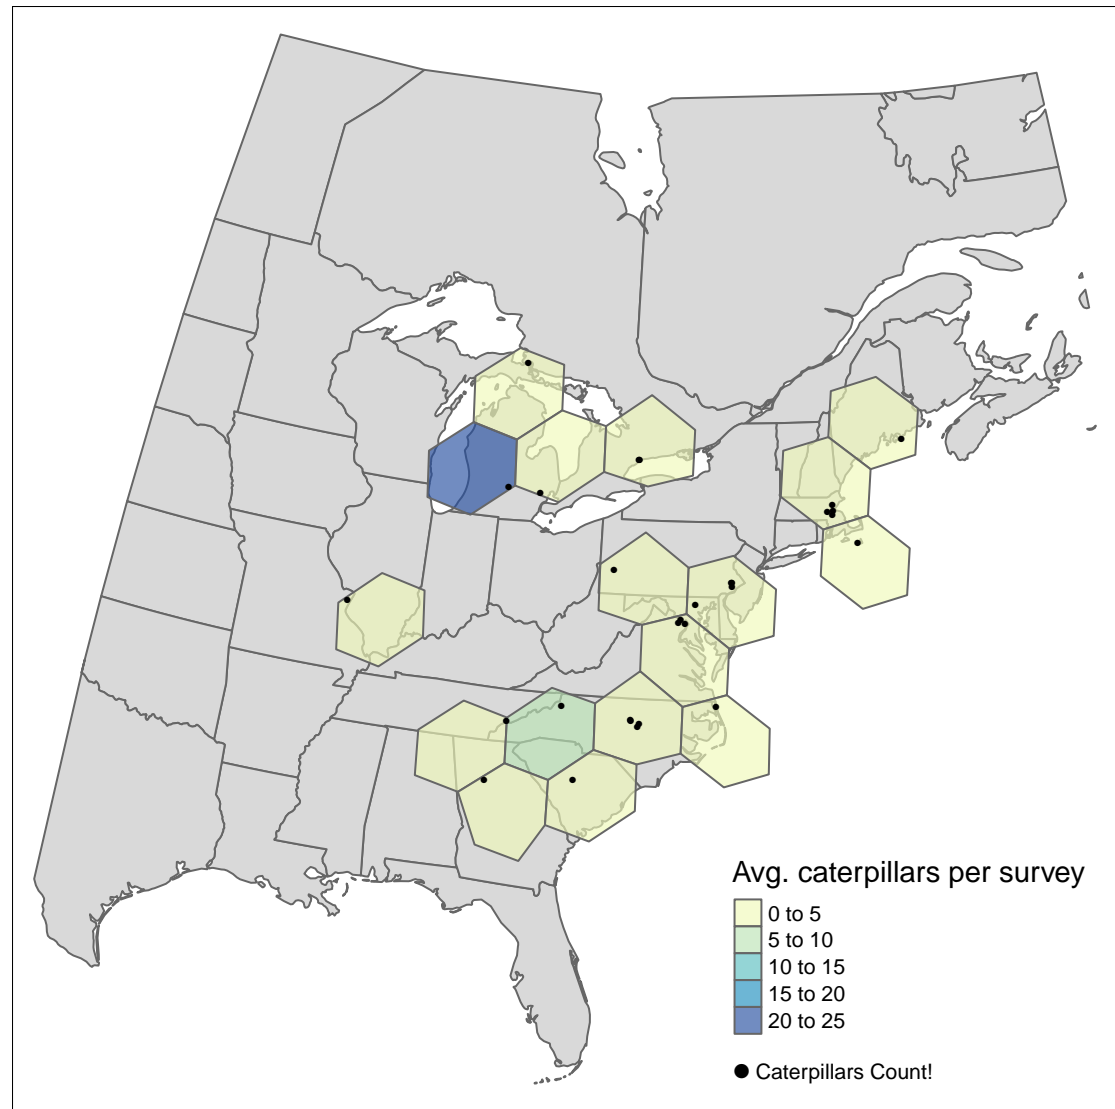 Avg. caterpillars per survey
0 to 5
5 to 10
10 to 15
15 to 20
20 to 25
Caterpillars Count!